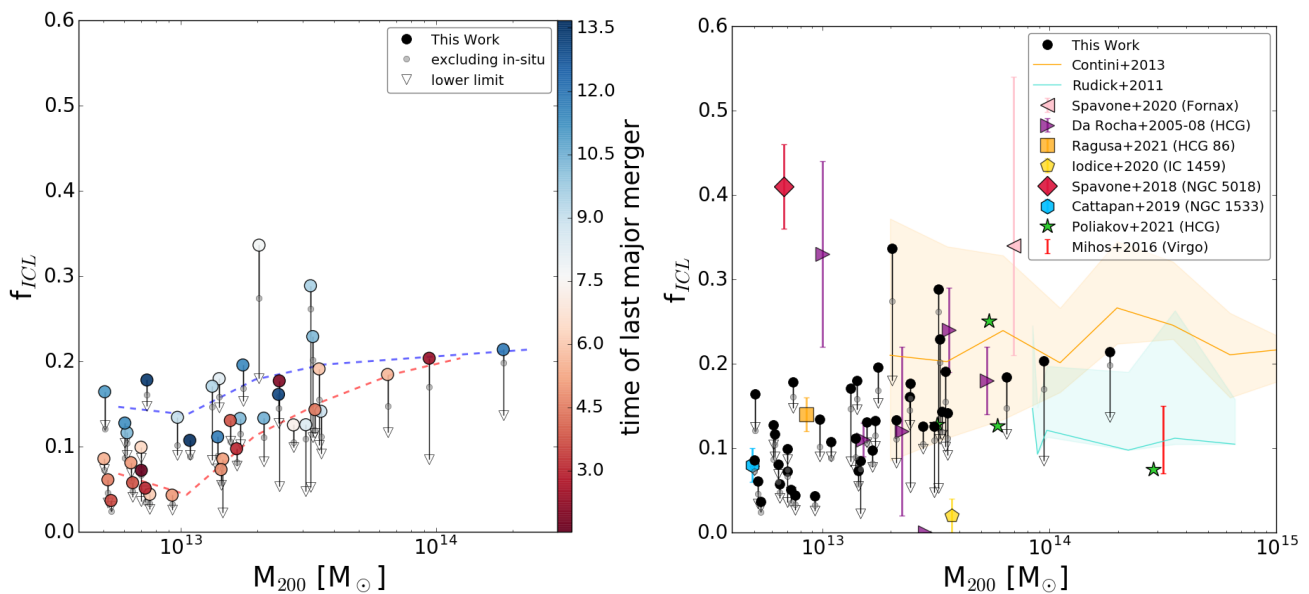 0.6
0.5
0.4
0.3
0.2
0.1
0.0
f_ICL
10^13
10^14
M_200 [M_⊙]
This Work
excluding in-situ
lower limit
13.5
12.0
10.5
9.0
7.5
6.0
4.5
3.0
time of last major merger
0.6
0.5
0.4
0.3
0.2
0.1
0.0
f_ICL
10^13
10^14
10^15
M_200 [M_⊙]
This Work
Contini+2013
Rudick+2011
Spavone+2020 (Fornax)
Da Rocha+2005-08 (HCG)
Ragusa+2021 (HCG 86)
Iodice+2020 (IC 1459)
Spavone+2018 (NGC 5018)
Cattapan+2019 (NGC 1533)
Poliakov+2021 (HCG)
Mihos+2016 (Virgo)